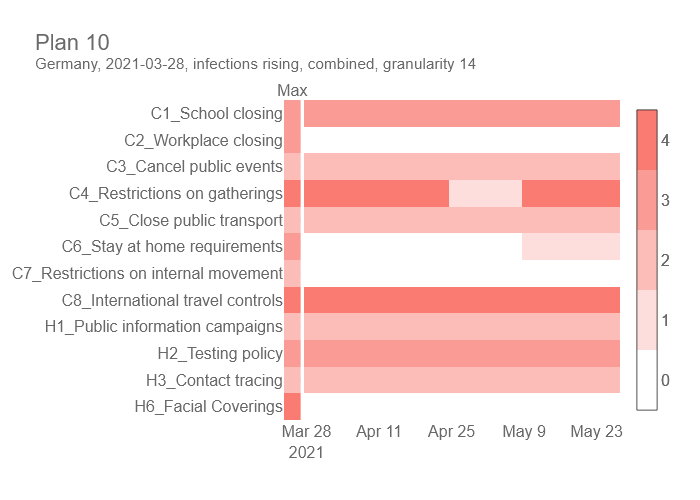 Plan 10
Germany, 2021-03-28, infections rising, combined, granularity 14
Max
C1_School closing
C2_Workplace closing
C3_Cancel public events
C4_Restrictions on gatherings
C5_Close public transport
C6_Stay at home requirements
C7_Restrictions on internal movement
C8_International travel controls
H1_Public information campaigns
H2_Testing policy
H3_Contact tracing
H6_Facial Coverings
4
3
2
1
0
Mar 28 Apr 11 Apr 25 May 9 May 23
2021